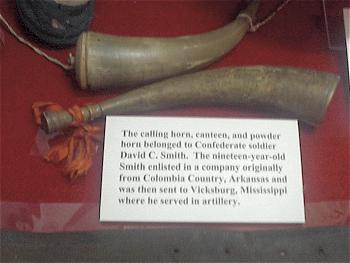 The calling horn, canteen, and powder
horn belonged to Confederate soldier
David C. Smith. The nineteen-year-old
Smith enlisted in a company originally
from Colombia Country, Arkansas and
was then sent to Vicksburg, Mississippi
where he served in artillery.